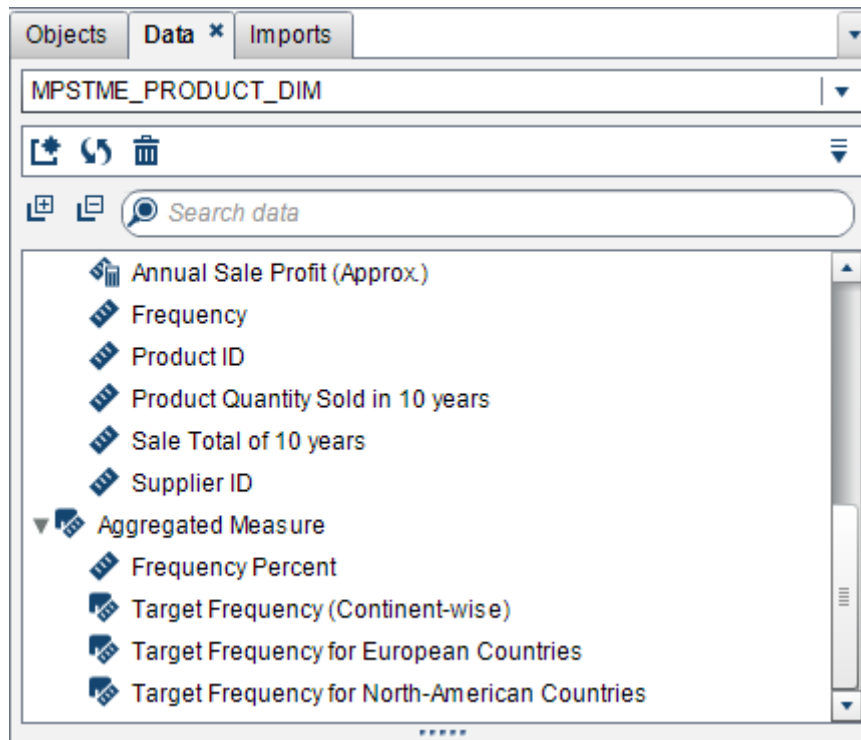 Objects Data Imports
MPSTME_PRODUCT_DIM
Search data
Annual Sale Profit (Approx.)
Frequency
Product ID
Product Quantity Sold in 10 years
Sale Total of 10 years
Supplier ID
Aggregated Measure
Frequency Percent
Target Frequency (Continent-wise)
Target Frequency for European Countries
Target Frequency for North-American Countries